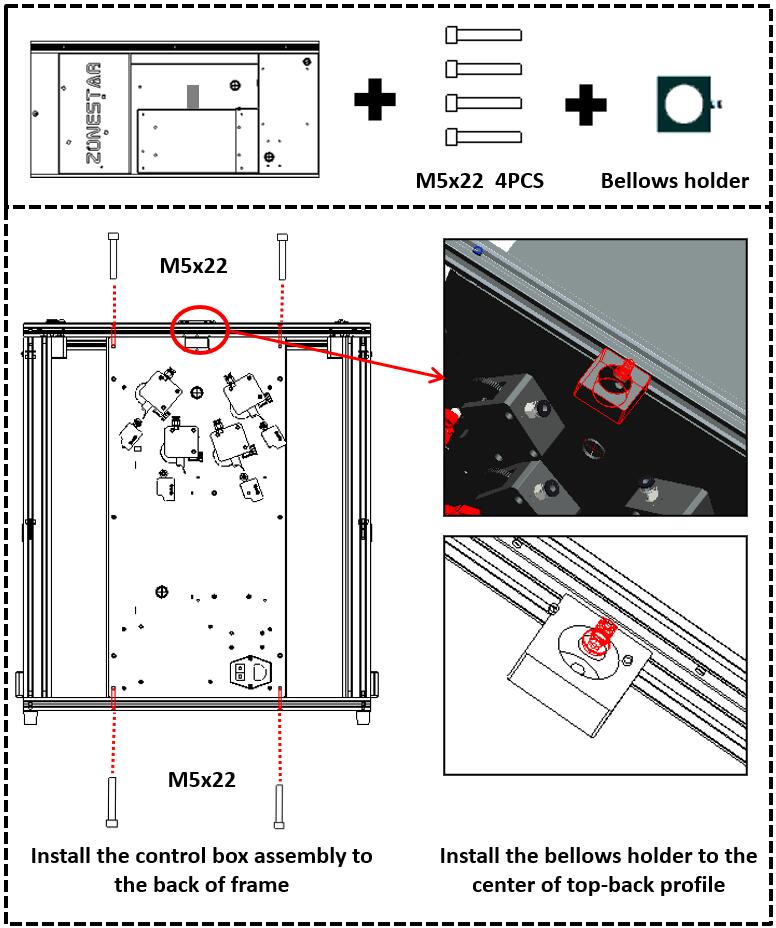 ZONESTAR
M5x22 4PCS
Bellows holder
M5x22
M5x22
Install the control box assembly to
the back of frame
Install the bellows holder to the
center of top-back profile